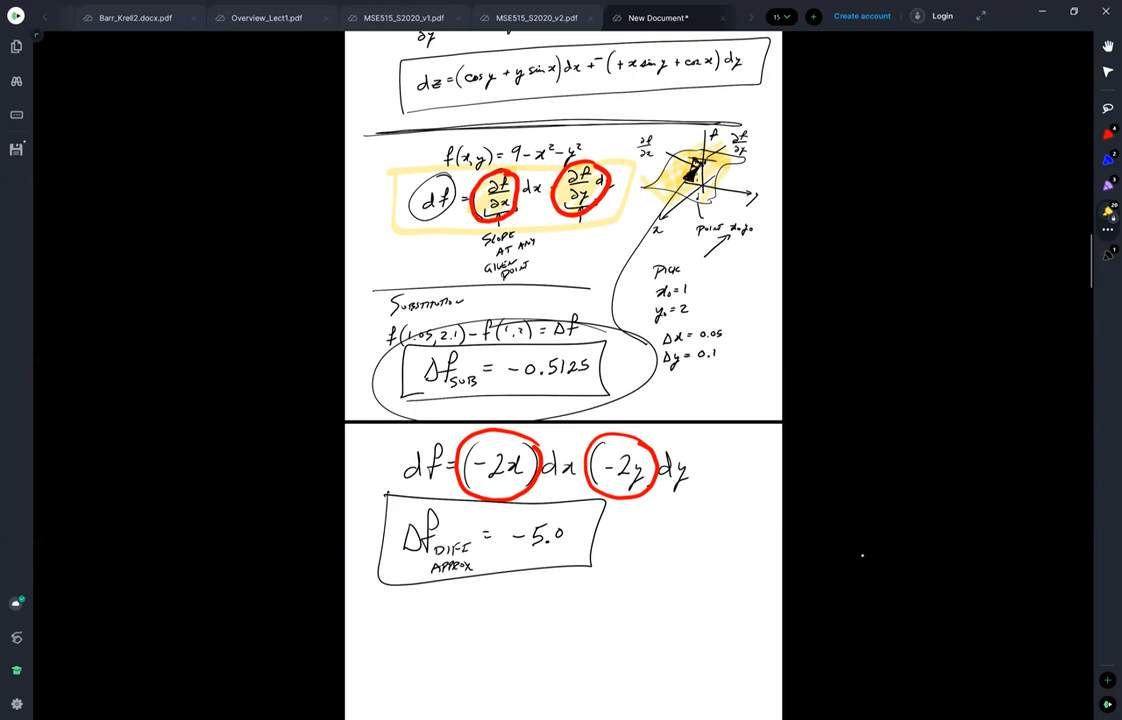 Barr_Krell2.docx.pdf
Overview_Lect1.pdf
MSE515_S2020_v1.pdf
MSE515_S2020_v2.pdf
New Document*
15
Create account
Login
∂y
dz = (cos y + y sin x) dx + -(+ x sin y + cos x) dy
f(x,y) = 9 - x² - y²
df = ∂f/∂x dx ∂f/∂y d
SLOPE
AT ANY
GIVEN
POINT
∂f/∂x
f
∂f/∂y
y
x
POINT x₀y₀
PICK
x₀ = 1
y₀ = 2
Δx = 0.05
Δy = 0.1
SUBSTITUTION
f(1.05, 2.1) - f(1,2) = Δf
Δf SUB = -0.5125
df = (-2x) dx (-2y) dy
Δf DIFF APPROX = -5.0